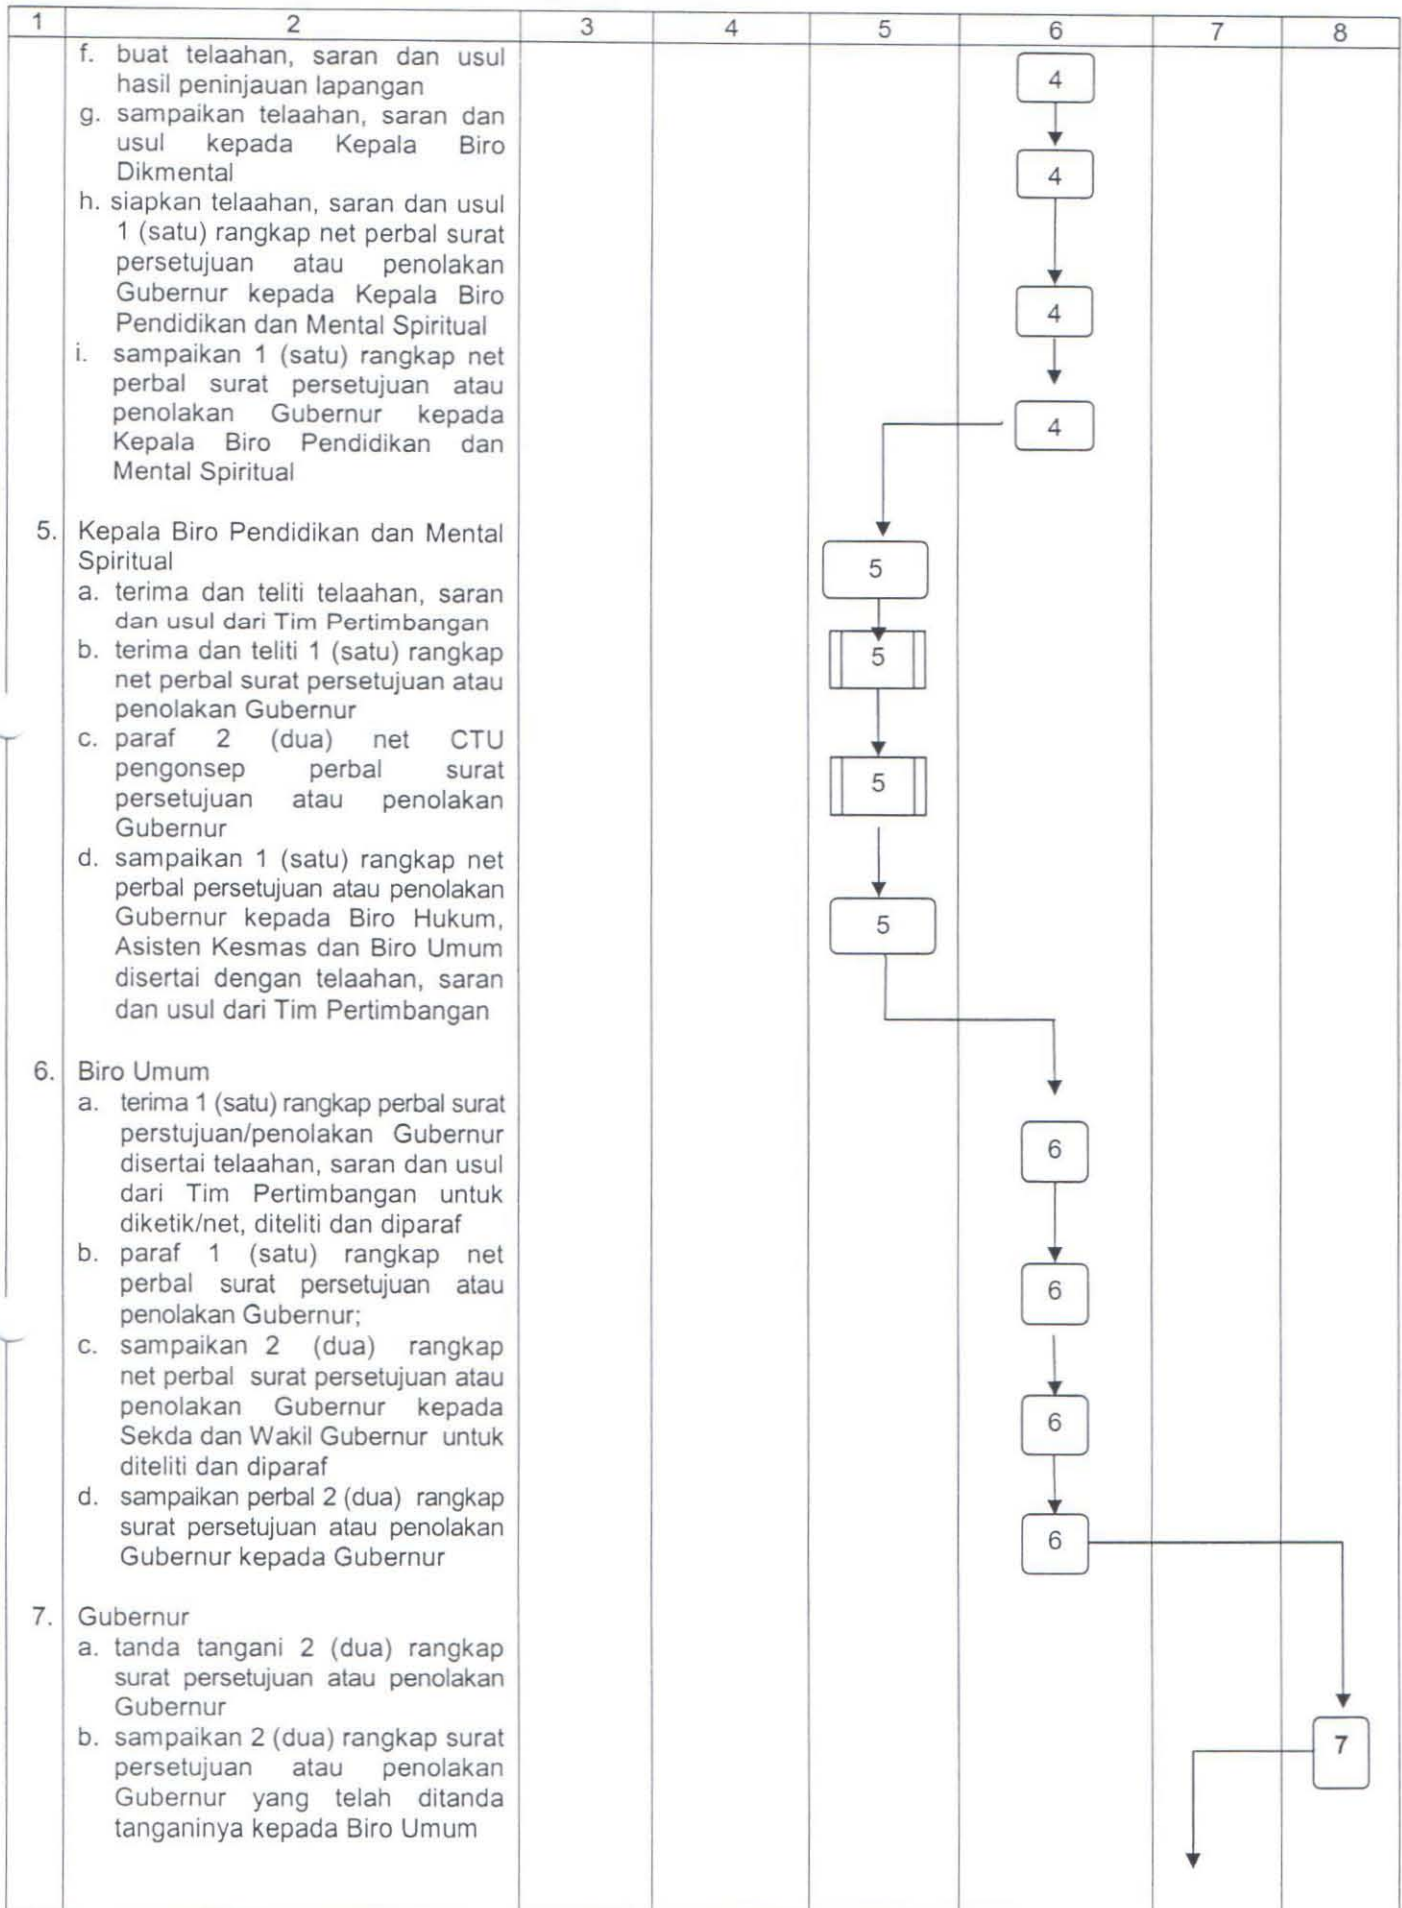 1 2 3 4 5 6 7 8
f. buat telaahan, saran dan usul
hasil peninjauan lapangan
4
g. sampaikan telaahan, saran dan
usul kepada Kepala Biro
Dikmental
4
h. siapkan telaahan, saran dan usul
1 (satu) rangkap net perbal surat
persetujuan atau penolakan
Gubernur kepada Kepala Biro
Pendidikan dan Mental Spiritual
4
i. sampaikan 1 (satu) rangkap net
perbal surat persetujuan atau
penolakan Gubernur kepada
Kepala Biro Pendidikan dan
Mental Spiritual
4
5. Kepala Biro Pendidikan dan Mental
Spiritual
5
a. terima dan teliti telaahan, saran
dan usul dari Tim Pertimbangan
b. terima dan teliti 1 (satu) rangkap
net perbal surat persetujuan atau
penolakan Gubernur
5
c. paraf 2 (dua) net CTU
pengonsep perbal surat
persetujuan atau penolakan
Gubernur
5
d. sampaikan 1 (satu) rangkap net
perbal persetujuan atau penolakan
Gubernur kepada Biro Hukum,
Asisten Kesmas dan Biro Umum
disertai dengan telaahan, saran
dan usul dari Tim Pertimbangan
5
6. Biro Umum
a. terima 1 (satu) rangkap perbal surat
perstujuan/penolakan Gubernur
disertai telaahan, saran dan usul
dari Tim Pertimbangan untuk
diketik/net, diteliti dan diparaf
6
b. paraf 1 (satu) rangkap net
perbal surat persetujuan atau
penolakan Gubernur;
6
c. sampaikan 2 (dua) rangkap
net perbal surat persetujuan atau
penolakan Gubernur kepada
Sekda dan Wakil Gubernur untuk
diteliti dan diparaf
6
d. sampaikan perbal 2 (dua) rangkap
surat persetujuan atau penolakan
Gubernur kepada Gubernur
6
7. Gubernur
a. tanda tangani 2 (dua) rangkap
surat persetujuan atau penolakan
Gubernur
b. sampaikan 2 (dua) rangkap surat
persetujuan atau penolakan
Gubernur yang telah ditanda
tanganinya kepada Biro Umum
7